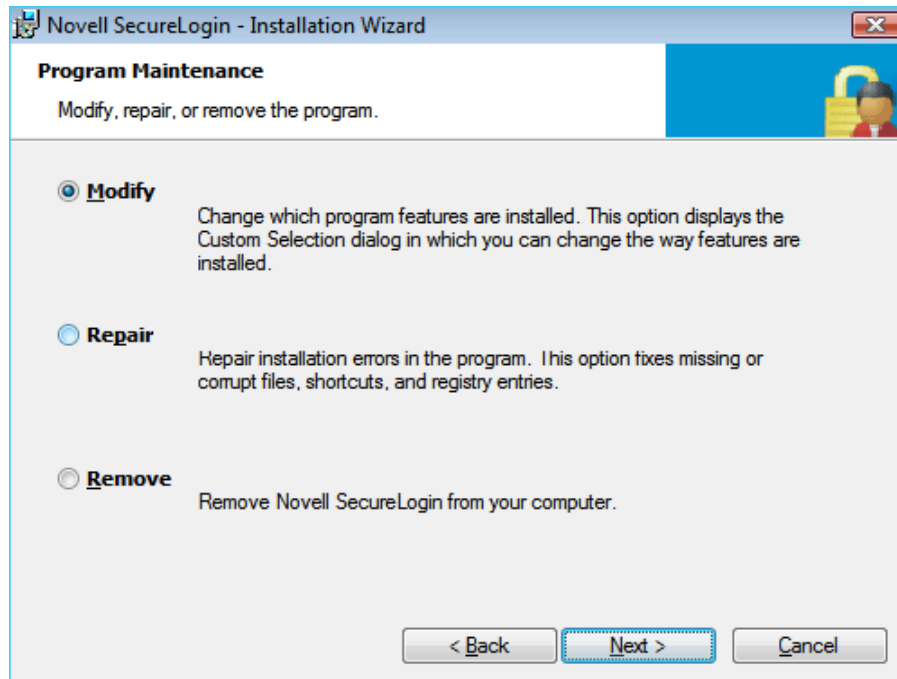 Novell SecureLogin - Installation Wizard
Program Maintenance
Modify, repair, or remove the program.
Modify
Change which program features are installed. This option displays the
Custom Selection dialog in which you can change the way features are
installed.
Repair
Repair installation errors in the program. This option fixes missing or
corrupt files, shortcuts, and registry entries.
Remove
Remove Novell SecureLogin from your computer.
< Back
Next >
Cancel